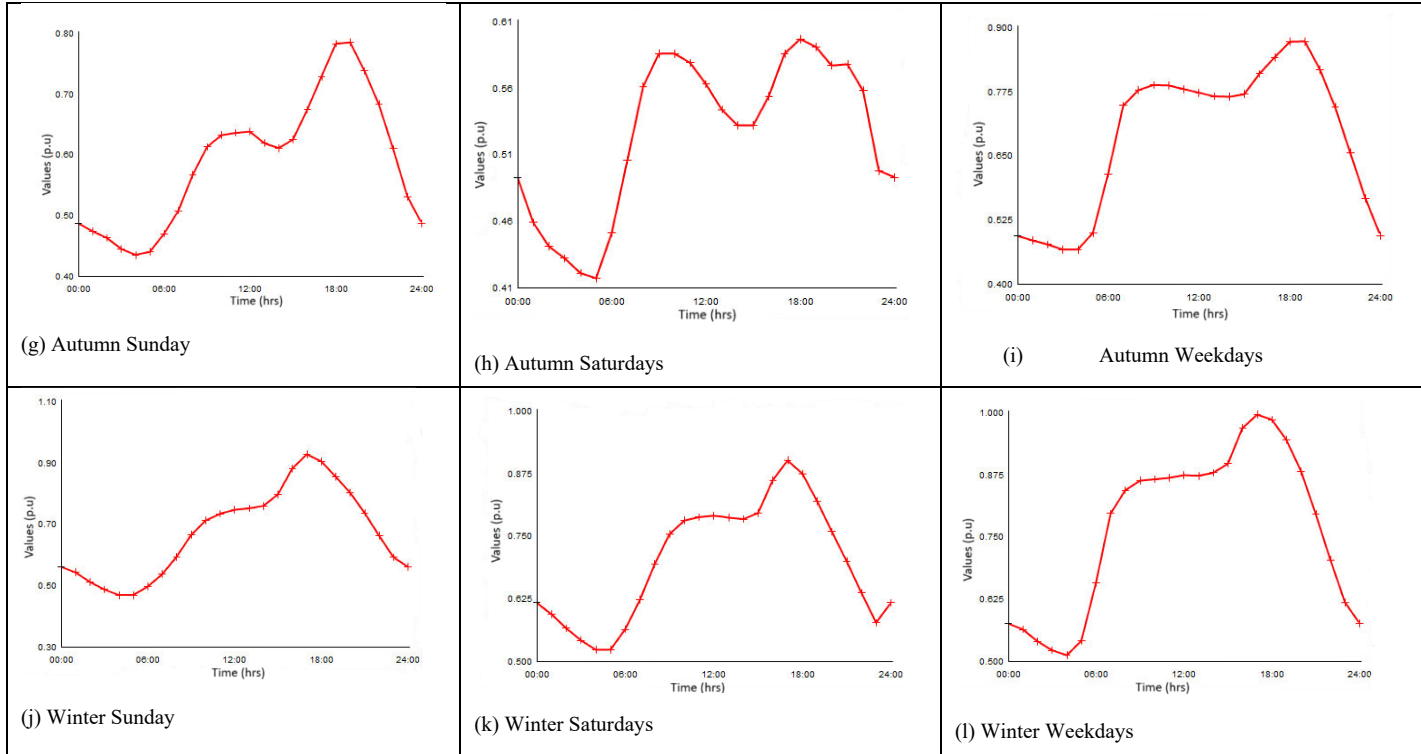 0.80
0.70
0.60
0.50
0.40
Values (p.u)
00:00 06:00 12:00 18:00 24:00
Time (hrs)
(g) Autumn Sunday
0.61
0.56
0.51
0.46
0.41
Values (p.u)
00:00 06:00 12:00 18:00 24:00
Time (hrs)
(h) Autumn Saturdays
0.900
0.775
0.650
0.525
0.400
Values (p.u)
00:00 06:00 12:00 18:00 24:00
Time (hrs)
(i) Autumn Weekdays
1.10
0.90
0.70
0.50
0.30
Values (p.u)
00:00 06:00 12:00 18:00 24:00
Time (hrs)
(j) Winter Sunday
1.000
0.875
0.750
0.625
0.500
Values (p.u)
00:00 06:00 12:00 18:00 24:00
Time (hrs)
(k) Winter Saturdays
1.000
0.875
0.750
0.625
0.500
Values (p.u)
00:00 06:00 12:00 18:00 24:00
Time (hrs)
(l) Winter Weekdays